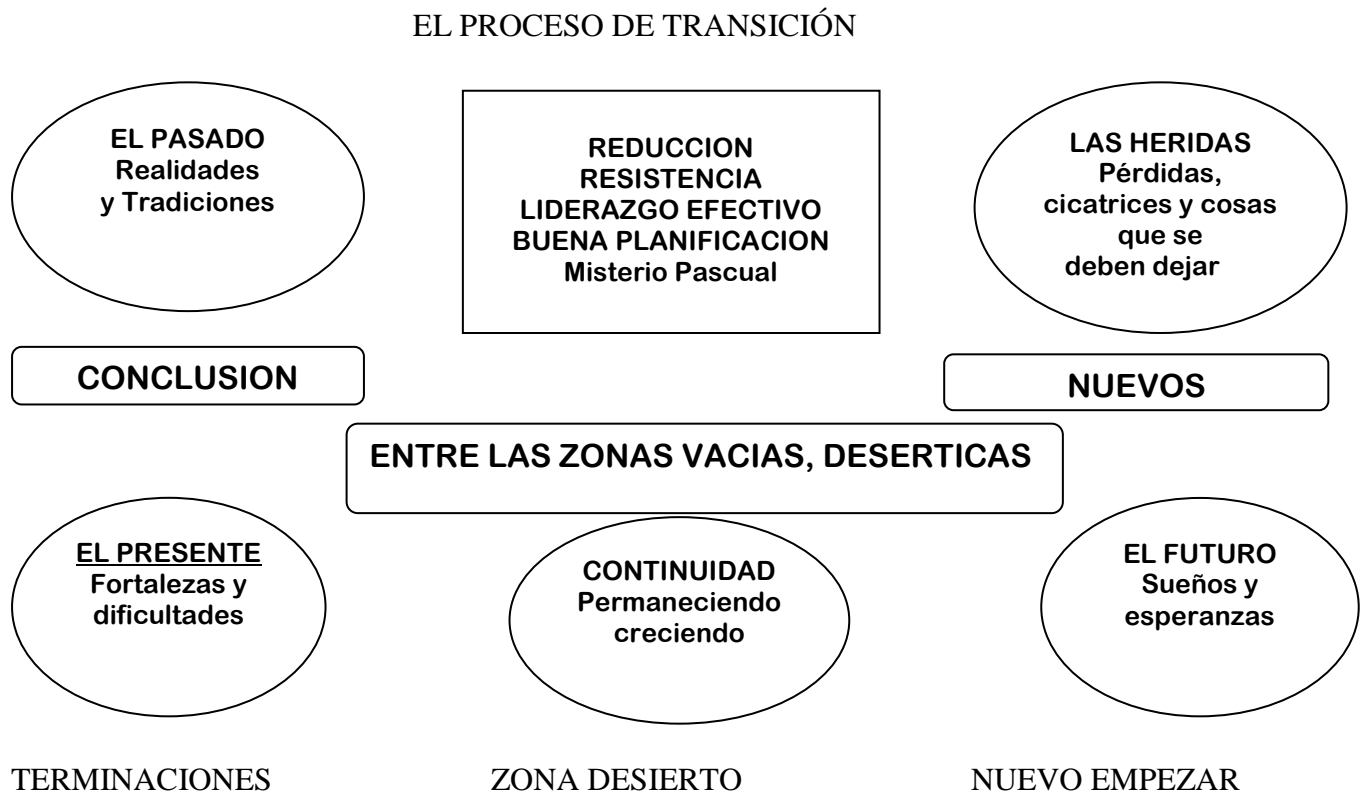 EL PROCESO DE TRANSICIÓN
EL PASADO
Realidades
y Tradiciones
REDUCCION
RESISTENCIA
LIDERAZGO EFECTIVO
BUENA PLANIFICACION
Misterio Pascual
LAS HERIDAS
Pérdidas,
cicatrices y cosas
que se
deben dejar
CONCLUSION
NUEVOS
ENTRE LAS ZONAS VACIAS, DESERTICAS
EL PRESENTE
Fortalezas y
dificultades
CONTINUIDAD
Permaneciendo
creciendo
EL FUTURO
Sueños y
esperanzas
TERMINACIONES
ZONA DESIERTO
NUEVO EMPEZAR